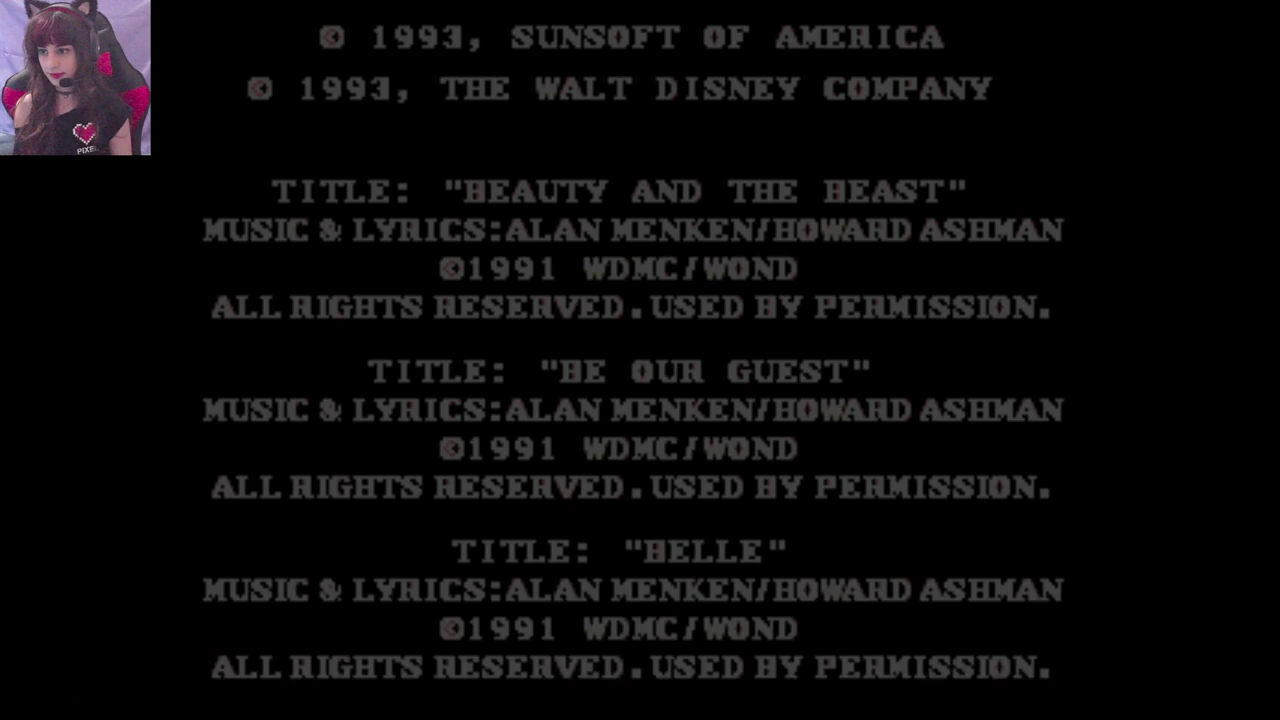 © 1993, SUNSOFT OF AMERICA
© 1993, THE WALT DISNEY COMPANY
TITLE: "BEAUTY AND THE BEAST"
MUSIC & LYRICS:ALAN MENKEN/HOWARD ASHMAN
©1991 WDMC/WOND
ALL RIGHTS RESERVED.USED BY PERMISSION.
TITLE: "BE OUR GUEST"
MUSIC & LYRICS:ALAN MENKEN/HOWARD ASHMAN
©1991 WDMC/WOND
ALL RIGHTS RESERVED.USED BY PERMISSION.
TITLE: "BELLE"
MUSIC & LYRICS:ALAN MENKEN/HOWARD ASHMAN
©1991 WDMC/WOND
ALL RIGHTS RESERVED.USED BY PERMISSION.